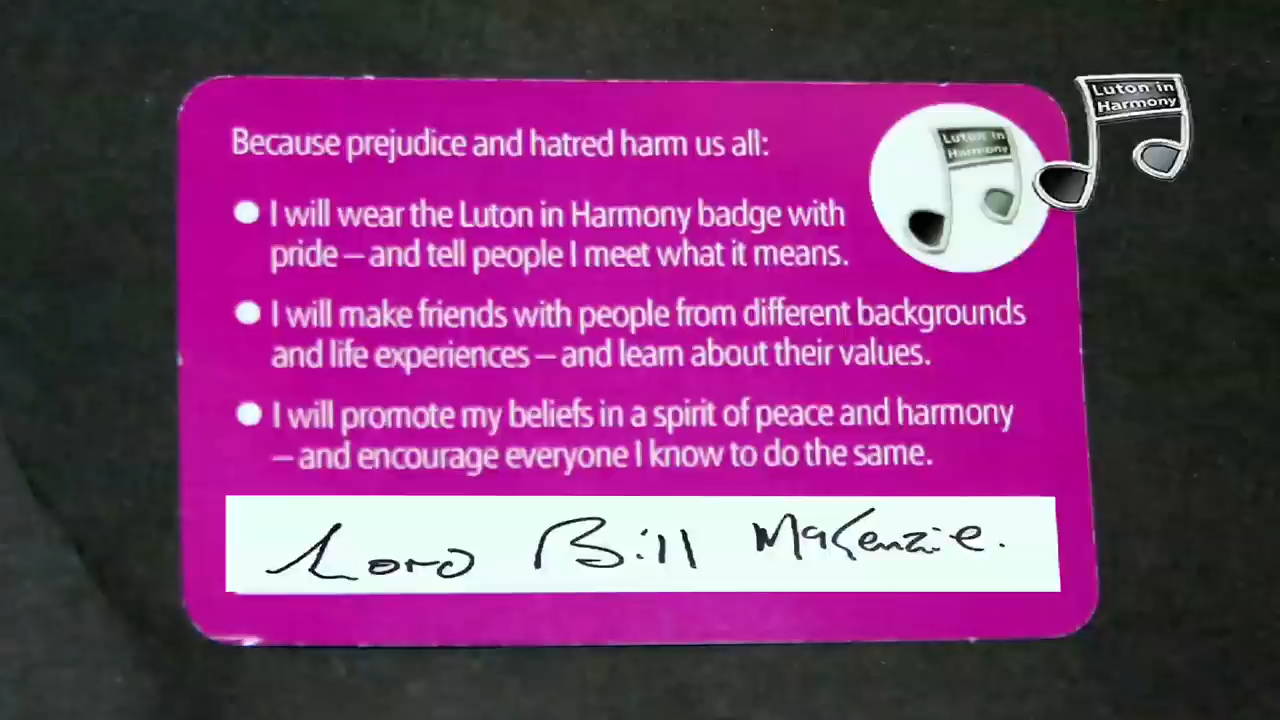 Luton in
Harmony
Luton in
Harmony
Because prejudice and hatred harm us all:
I will wear the Luton in Harmony badge with
pride – and tell people I meet what it means.
I will make friends with people from different backgrounds
and life experiences – and learn about their values.
I will promote my beliefs in a spirit of peace and harmony
– and encourage everyone I know to do the same.
Lord Bill McKenzie.